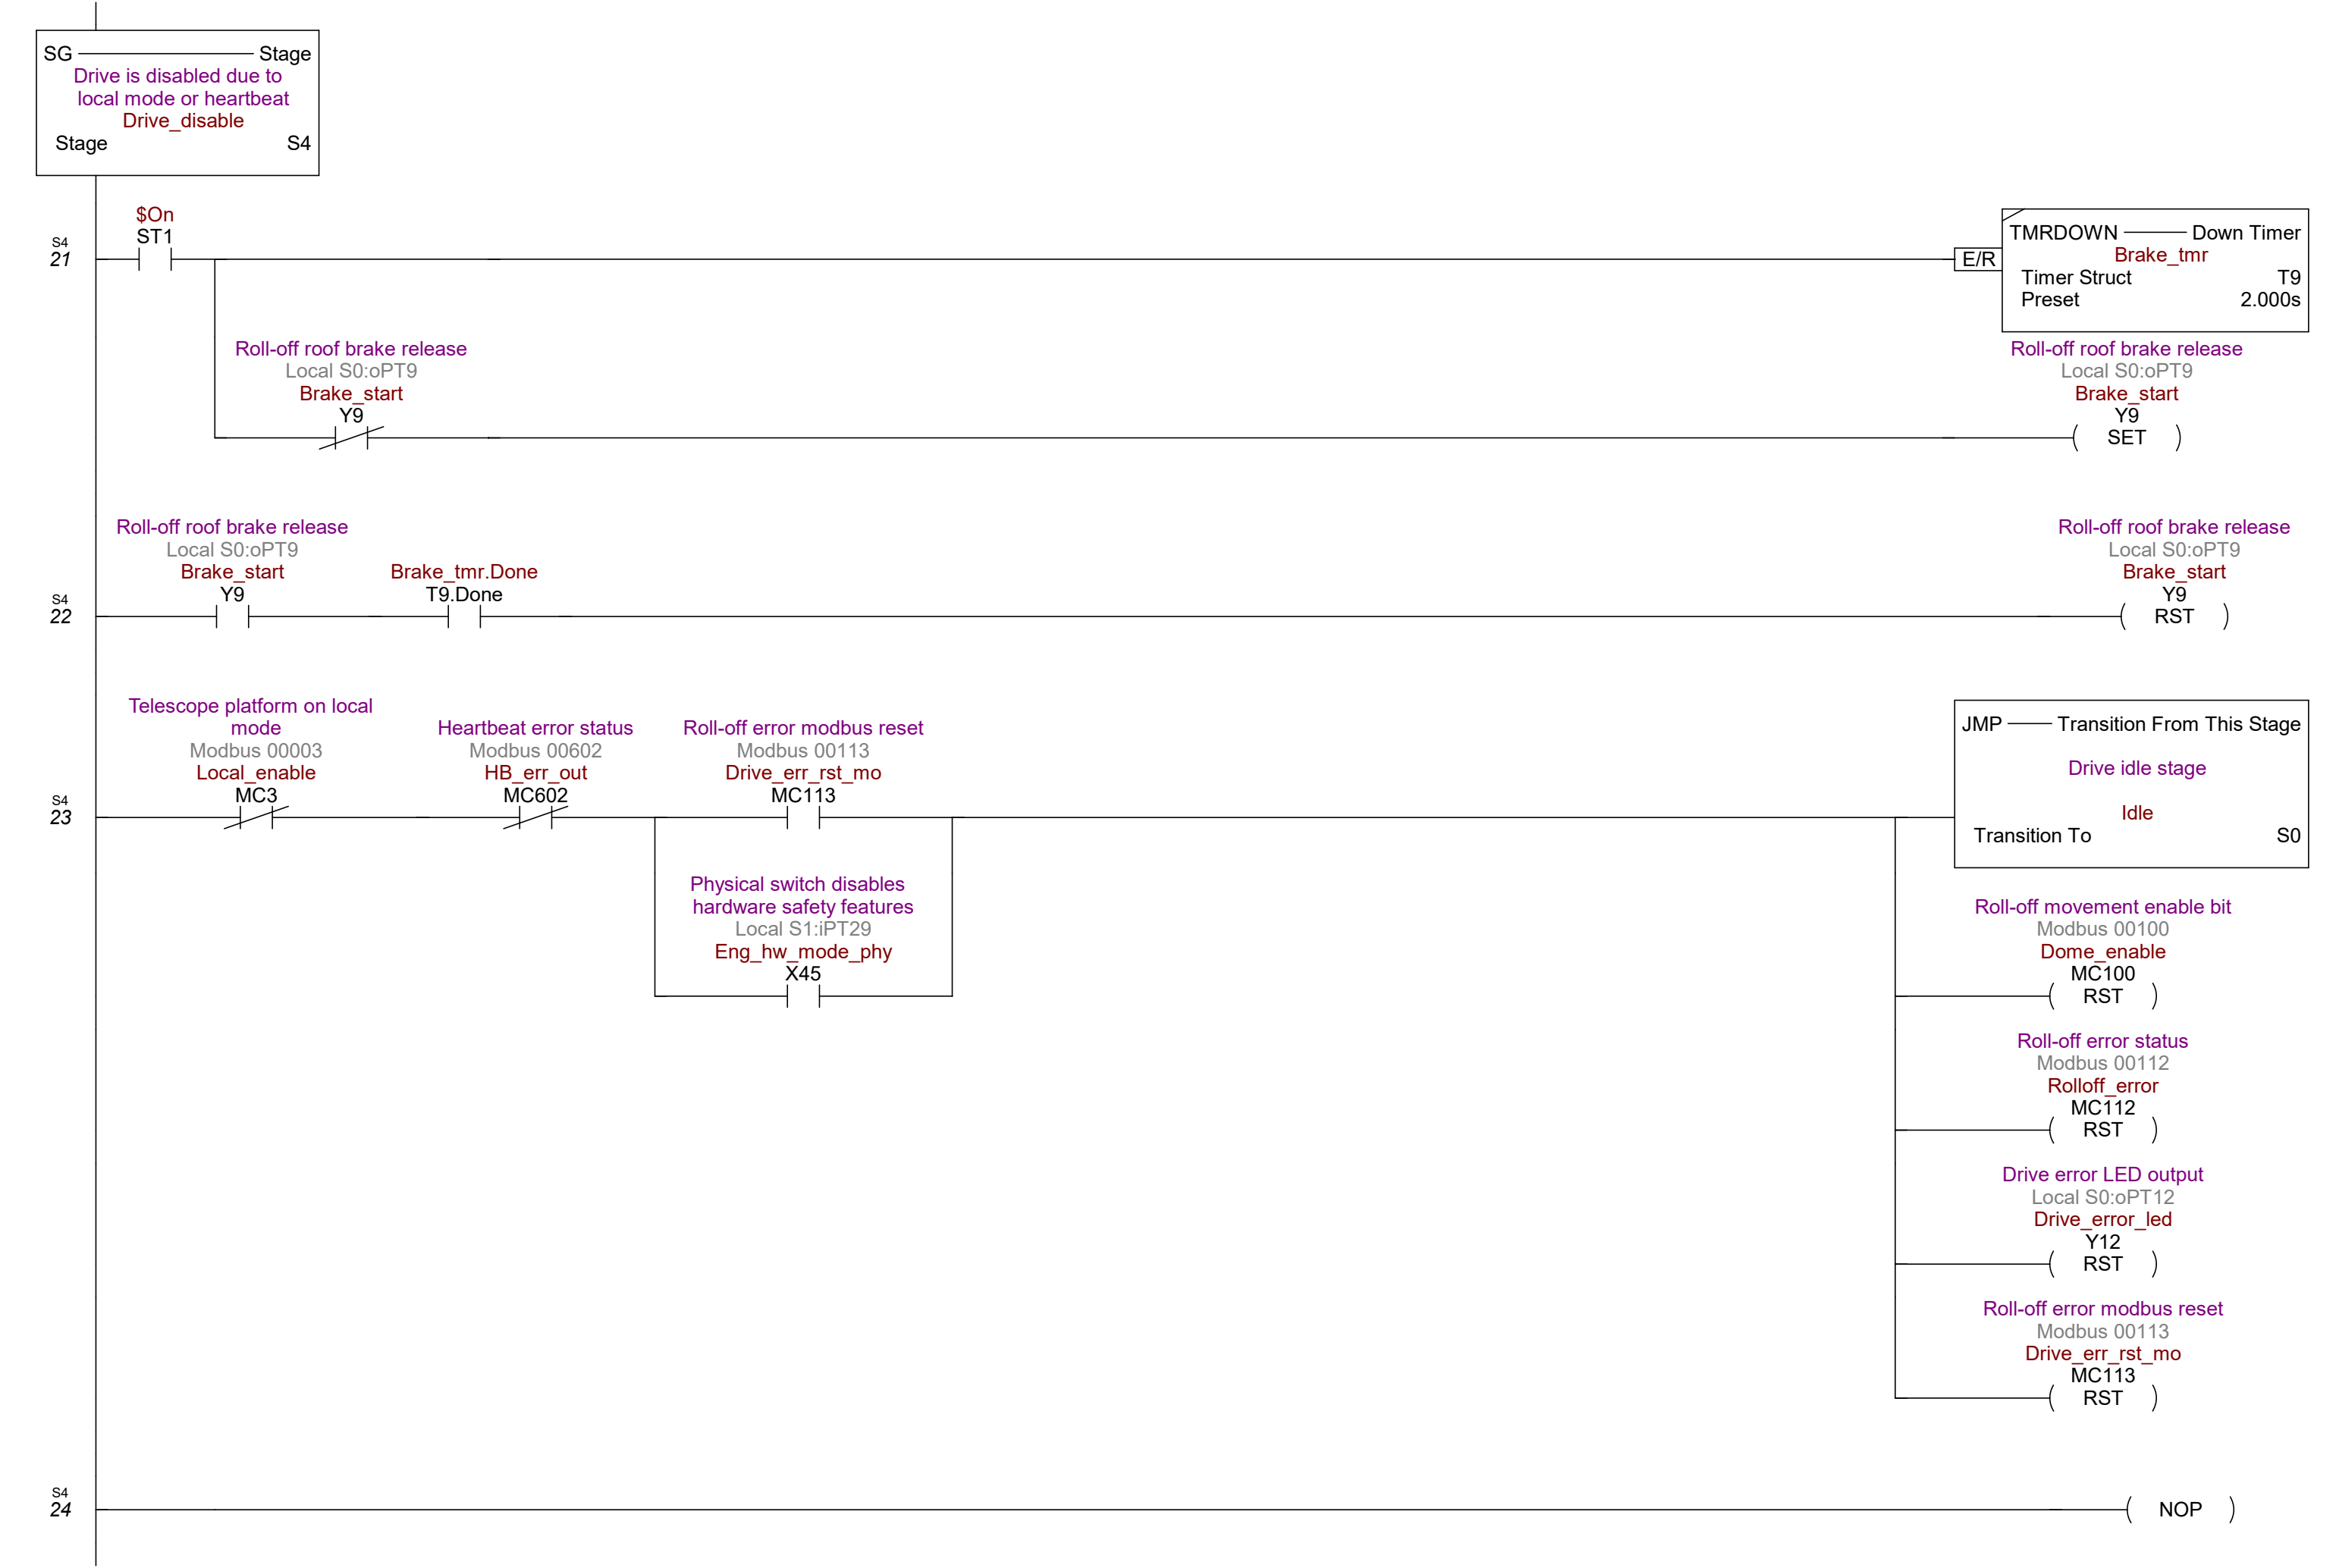 SG Stage
Drive is disabled due to
local mode or heartbeat
Drive_disable
Stage S4
$On
ST1
S4
21
E/R
TMRDOWN Down Timer
Brake_tmr
Timer Struct T9
Preset 2.000s
Roll-off roof brake release
Local S0:oPT9
Brake_start
Y9
Roll-off roof brake release
Local S0:oPT9
Brake_start
Y9
SET
Roll-off roof brake release
Local S0:oPT9
Brake_start
Y9
Brake_tmr.Done
T9.Done
Roll-off roof brake release
Local S0:oPT9
Brake_start
Y9
RST
S4
22
Telescope platform on local
mode
Modbus 00003
Local_enable
MC3
Heartbeat error status
Modbus 00602
HB_err_out
MC602
Roll-off error modbus reset
Modbus 00113
Drive_err_rst_mo
MC113
S4
23
JMP Transition From This Stage
Drive idle stage
Idle
Transition To S0
Physical switch disables
hardware safety features
Local S1:iPT29
Eng_hw_mode_phy
X45
Roll-off movement enable bit
Modbus 00100
Dome_enable
MC100
RST
Roll-off error status
Modbus 00112
Rolloff_error
MC112
RST
Drive error LED output
Local S0:oPT12
Drive_error_led
Y12
RST
Roll-off error modbus reset
Modbus 00113
Drive_err_rst_mo
MC113
RST
S4
24
NOP